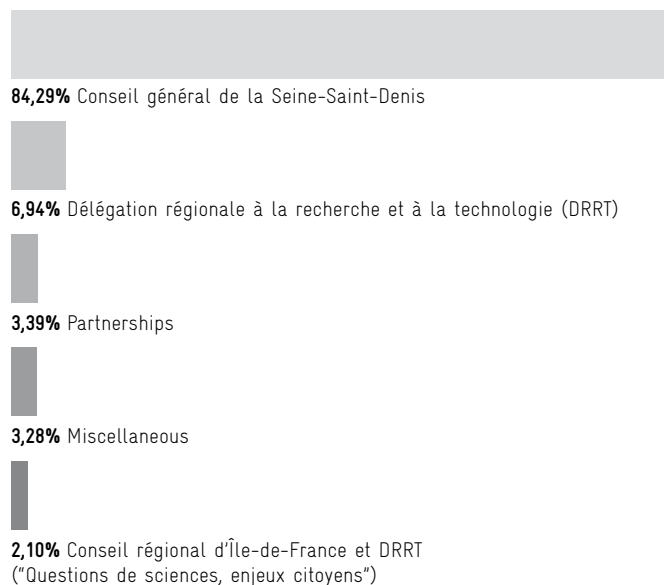 84,29% Conseil général de la Seine-Saint-Denis
6,94% Délégation régionale à la recherche et à la technologie (DRRT)
3,39% Partnerships
3,28% Miscellaneous
2,10% Conseil régional d'Île-de-France et DRRT
("Questions de sciences, enjeux citoyens")